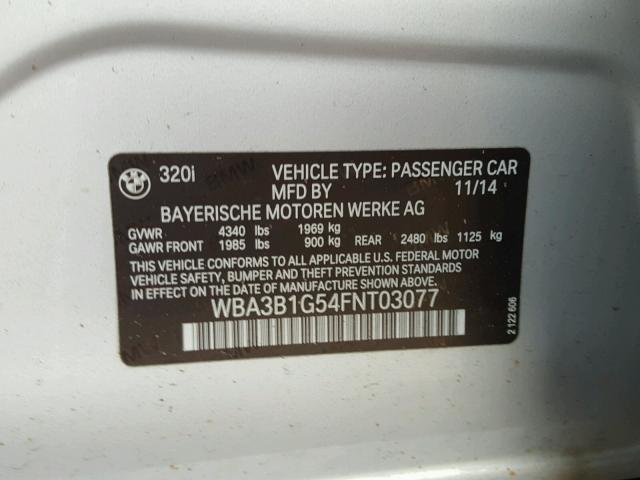 320i VEHICLE TYPE: PASSENGER CAR
MFD BY 11/14
BAYERISCHE MOTOREN WERKE AG
GVWR 4340 lbs 1969 kg
GAWR FRONT 1985 lbs 900 kg REAR 2480 lbs 1125 kg
THIS VEHICLE CONFORMS TO ALL APPLICABLE U.S. FEDERAL MOTOR
VEHICLE SAFETY, BUMPER, AND THEFT PREVENTION STANDARDS
IN EFFECT ON THE DATE OF MANUFACTURE SHOWN ABOVE.
WBA3B1G54FNT03077
2 122 606